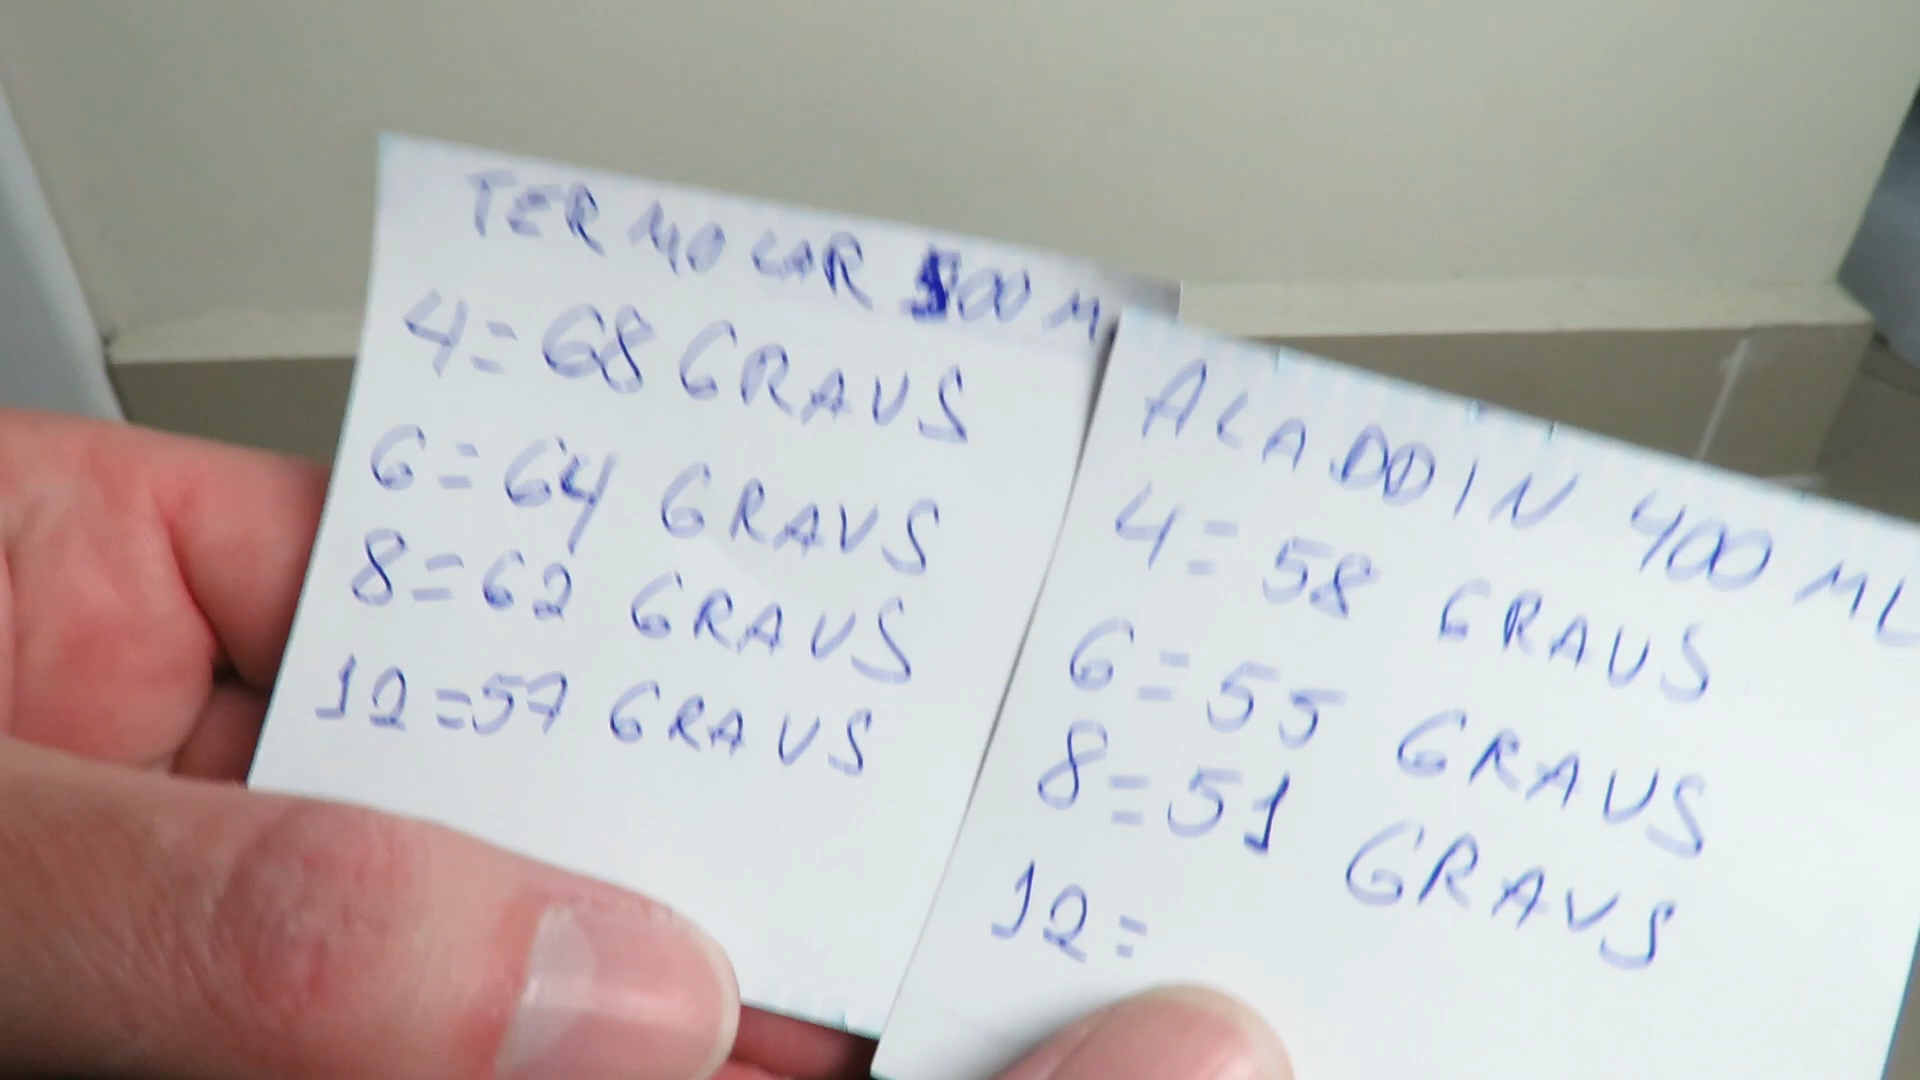 TERMOLAR 500 M
4=68 GRAUS
6=64 GRAUS
8=62 GRAUS
12=57 GRAUS
ALADDIN 400 ML
4=58 GRAUS
6=55 GRAUS
8=51 GRAUS
12=